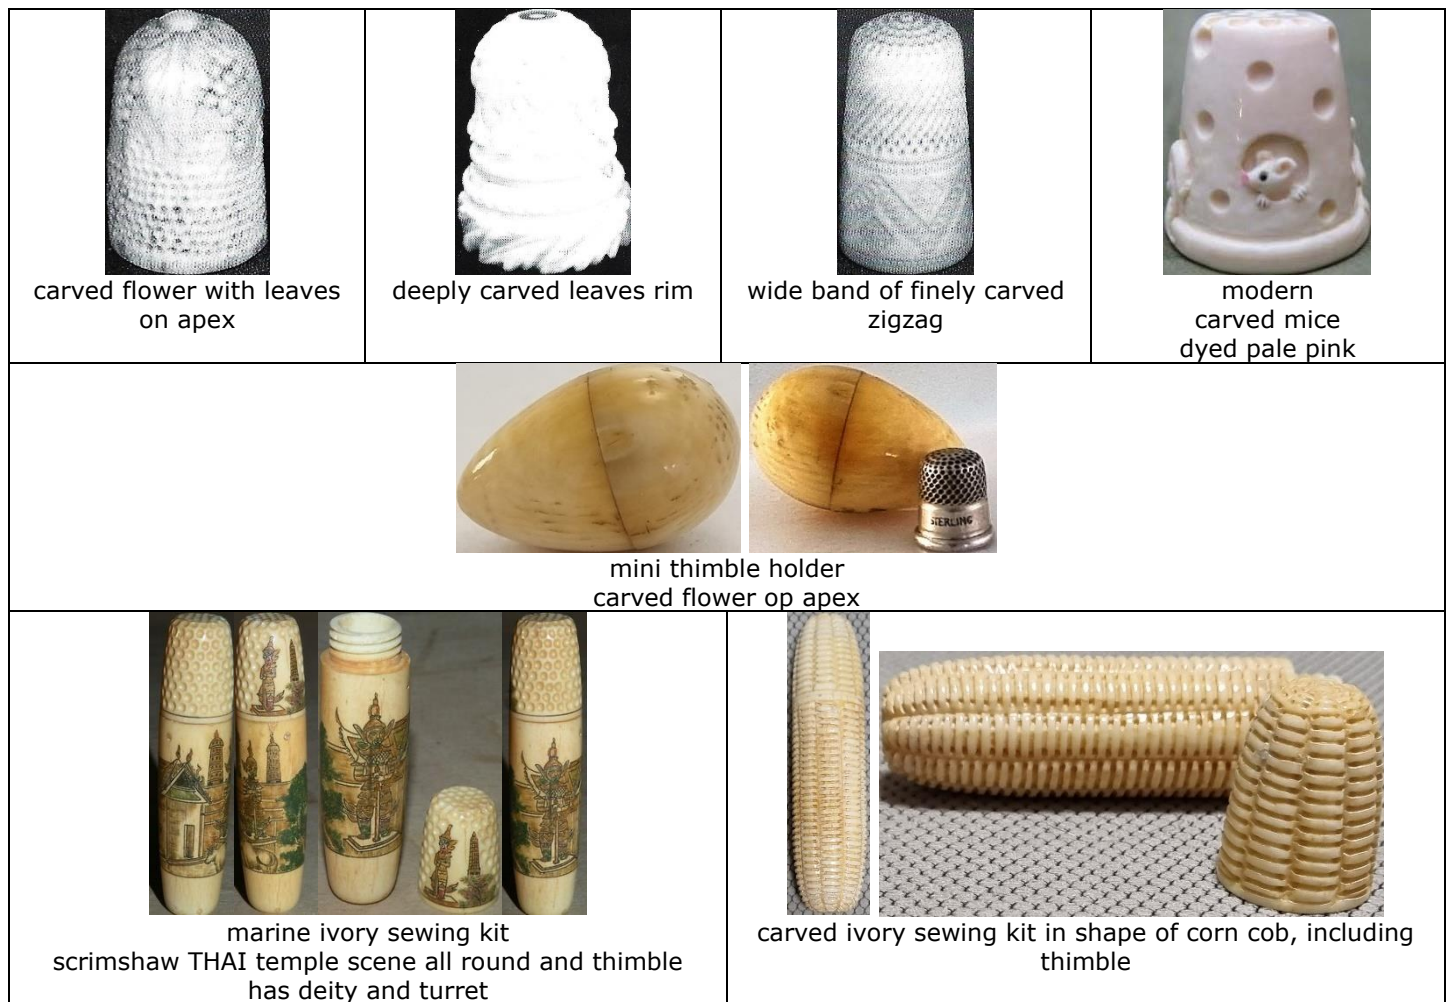 carved flower with leaves
on apex
deeply carved leaves rim
wide band of finely carved
zigzag
modern
carved mice
dyed pale pink
STERLING
mini thimble holder
carved flower op apex
marine ivory sewing kit
scrimshaw THAI temple scene all round and thimble
has deity and turret
carved ivory sewing kit in shape of corn cob, including
thimble